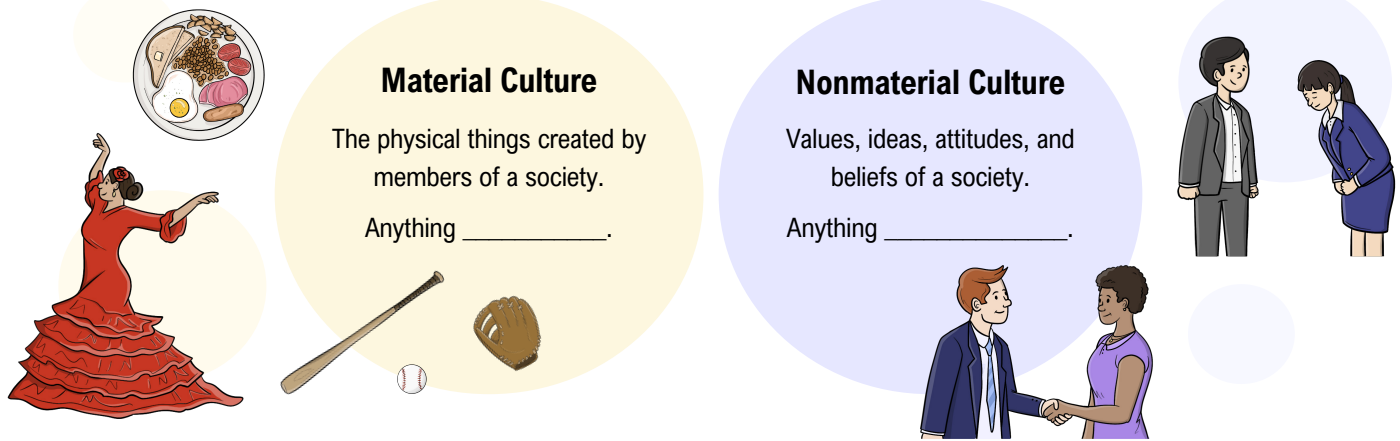 Material Culture
The physical things created by
members of a society.
Anything ___________.
Nonmaterial Culture
Values, ideas, attitudes, and
beliefs of a society.
Anything ______________.